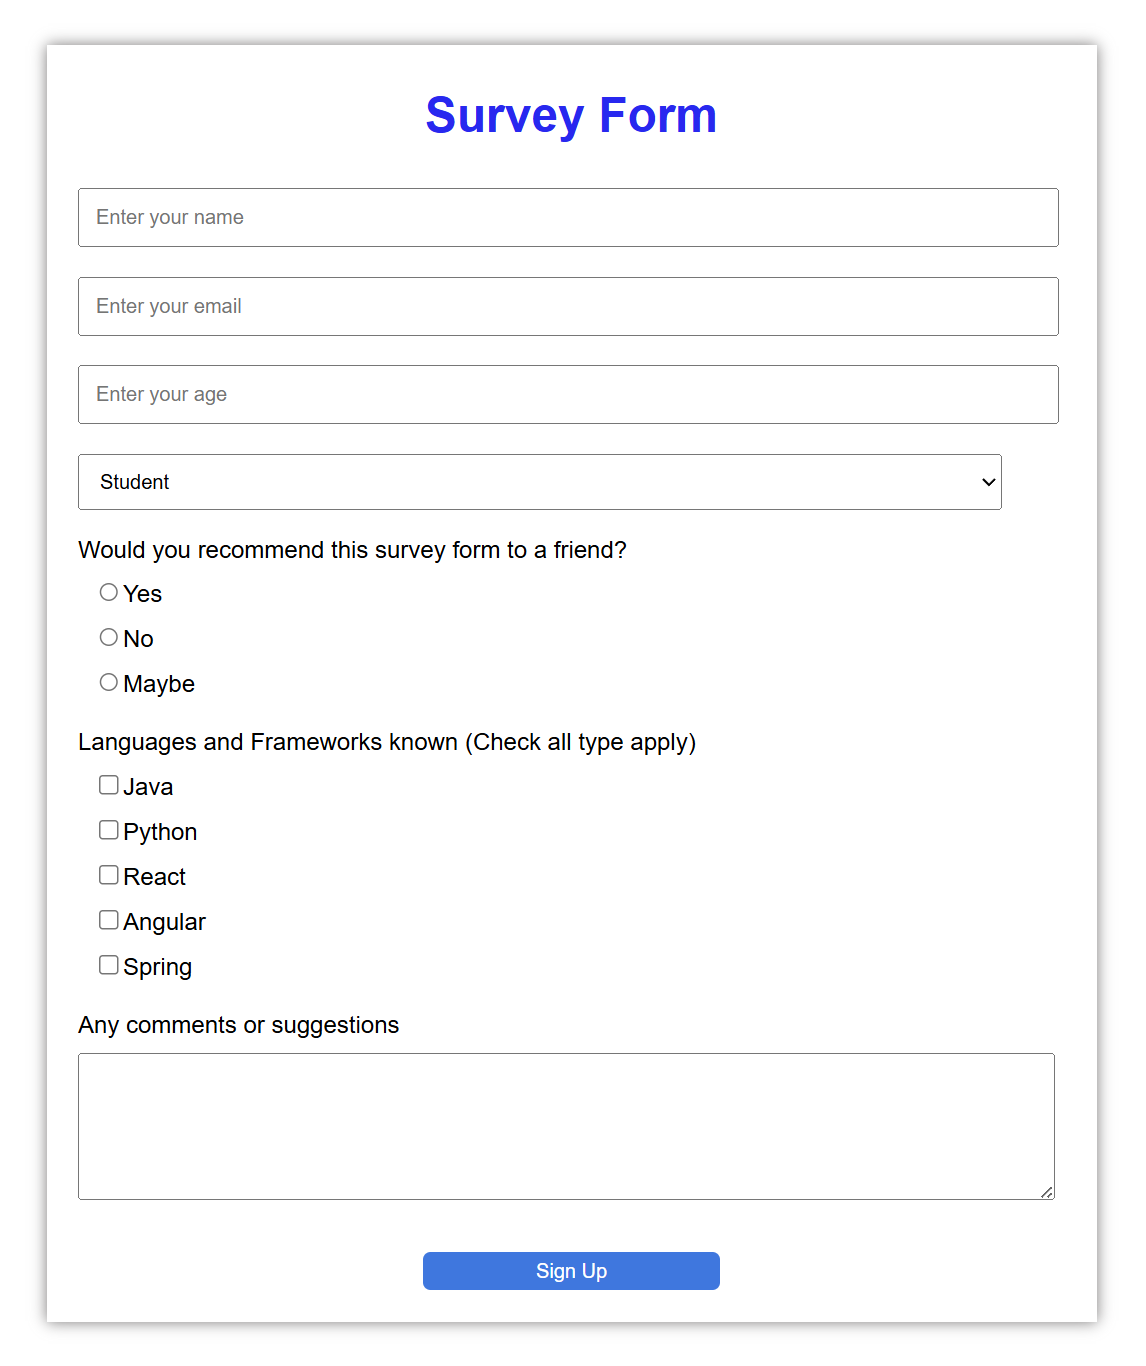 Survey Form
Enter your name
Enter your email
Enter your age
Student
Would you recommend this survey form to a friend?
Yes
No
Maybe
Languages and Frameworks known (Check all type apply)
Java
Python
React
Angular
Spring
Any comments or suggestions
Sign Up